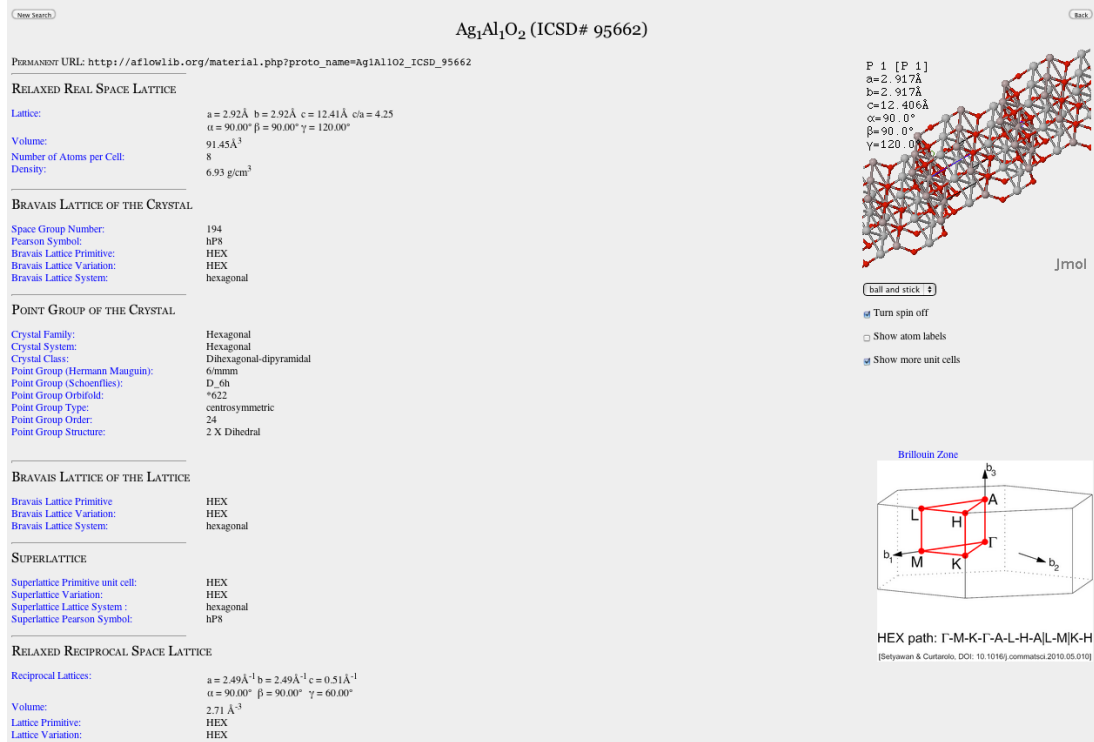 New Search
Back
Ag1Al1O2 (ICSD# 95662)
Permanent URL: http://aflowlib.org/material.php?proto_name=Ag1Al1O2_ICSD_95662
Relaxed Real Space Lattice
Lattice: a = 2.92Å b = 2.92Å c = 12.41Å c/a = 4.25
α = 90.00° β = 90.00° γ = 120.00°
Volume: 91.45Å3
Number of Atoms per Cell: 8
Density: 6.93 g/cm3
Bravais Lattice of the Crystal
Space Group Number: 194
Pearson Symbol: hP8
Bravais Lattice Primitive: HEX
Bravais Lattice Variation: HEX
Bravais Lattice System: hexagonal
Point Group of the Crystal
Crystal Family: Hexagonal
Crystal System: Hexagonal
Crystal Class: Dihexagonal-dipyramidal
Point Group (Hermann Mauguin): 6/mmm
Point Group (Schoenflies): D_6h
Point Group Orbifold: *622
Point Group Type: centrosymmetric
Point Group Order: 24
Point Group Structure: 2 X Dihedral
Bravais Lattice of the Lattice
Bravais Lattice Primitive HEX
Bravais Lattice Variation: HEX
Bravais Lattice System: hexagonal
Superlattice
Superlattice Primitive unit cell: HEX
Superlattice Variation: HEX
Superlattice Lattice System : hexagonal
Superlattice Pearson Symbol: hP8
Relaxed Reciprocal Space Lattice
Reciprocal Lattices: a = 2.49Å-1 b = 2.49Å-1 c = 0.51Å-1
α = 90.00° β = 90.00° γ = 60.00°
Volume: 2.71 Å-3
Lattice Primitive: HEX
Lattice Variation: HEX
P 1 [P 1]
a=2.917Å
b=2.917Å
c=12.406Å
α=90.0°
β=90.0°
γ=120.0
Jmol
ball and stick
Turn spin off
Show atom labels
Show more unit cells
Brillouin Zone
b3
A
L
H
Γ
b1
M
K
b2
HEX path: Γ-M-K-Γ-A-L-H-A|L-M|K-H
[Setyawan & Curtarolo, DOI: 10.1016/j.commatsci.2010.05.010]